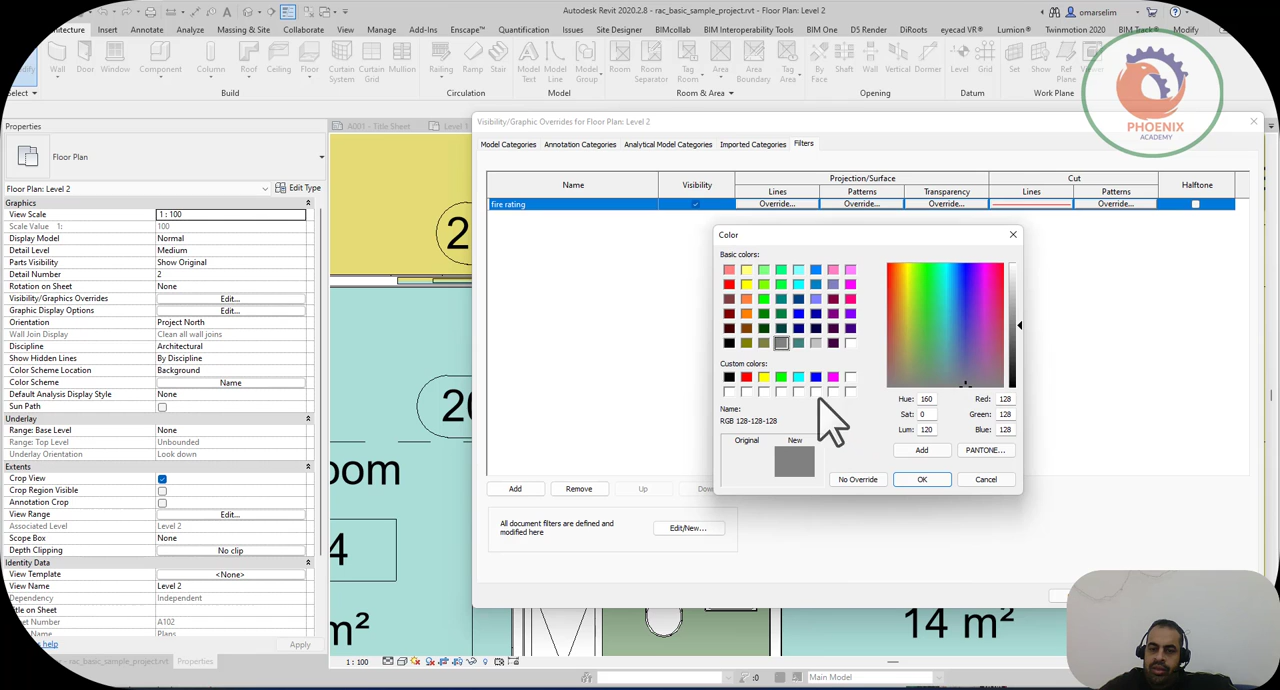 Autodesk Revit 2020.2.8 - rac_basic_sample_project.rvt - Floor Plan: Level 2
omarselim
Architecture Insert Annotate Analyze Massing & Site Collaborate View Manage Add-Ins Enscape™ Quantification Issues Site Designer BIMcollab BIM Interoperability Tools BIM One D5 Render DiRoots eyecad VR® Lumion® Twinmotion 2020 BIM Track® Modify
Modify Wall Door Window Component Column Roof Ceiling Floor Curtain System Curtain Grid Mullion Railing Ramp Stair Model Text Model Line Model Group Room Room Separator Tag Room Area Area Boundary Tag Area By Face Shaft Wall Vertical Dormer Level Grid Set Show Ref Plane Viewer
Select Build Circulation Model Room & Area Opening Datum Work Plane
PHOENIX
ACADEMY
Properties
A001 - Title Sheet Level 1
Floor Plan
Floor Plan: Level 2 Edit Type
Graphics
View Scale 1 : 100
Scale Value 1: 100
Display Model Normal
Detail Level Medium
Parts Visibility Show Original
Detail Number 2
Rotation on Sheet None
Visibility/Graphics Overrides Edit...
Graphic Display Options Edit...
Orientation Project North
Wall Join Display Clean all wall joins
Discipline Architectural
Show Hidden Lines By Discipline
Color Scheme Location Background
Color Scheme Name
Default Analysis Display Style None
Sun Path
Underlay
Range: Base Level None
Range: Top Level Unbounded
Underlay Orientation Look down
Extents
Crop View
Crop Region Visible
Annotation Crop
View Range Edit...
Associated Level Level 2
Scope Box None
Depth Clipping No clip
Identity Data
View Template <None>
View Name Level 2
Dependency Independent
Title on Sheet
Sheet Number A102
Name Plans
help Apply
rac_basic_sample_project.rvt Properties
2
20
oom
4
m²
14 m²
1 : 100
:0 Main Model
Visibility/Graphic Overrides for Floor Plan: Level 2
Model Categories Annotation Categories Analytical Model Categories Imported Categories Filters
Name Visibility Projection/Surface Cut Halftone
Lines Patterns Transparency Lines Patterns
fire rating Override... Override... Override... Override...
Add Remove Up Down
All document filters are defined and
modified here
Edit/New...
Color
Basic colors:
Custom colors:
Name:
RGB 128-128-128
Original New
Hue: 160 Red: 128
Sat: 0 Green: 128
Lum: 120 Blue: 128
Add PANTONE...
No Override OK Cancel